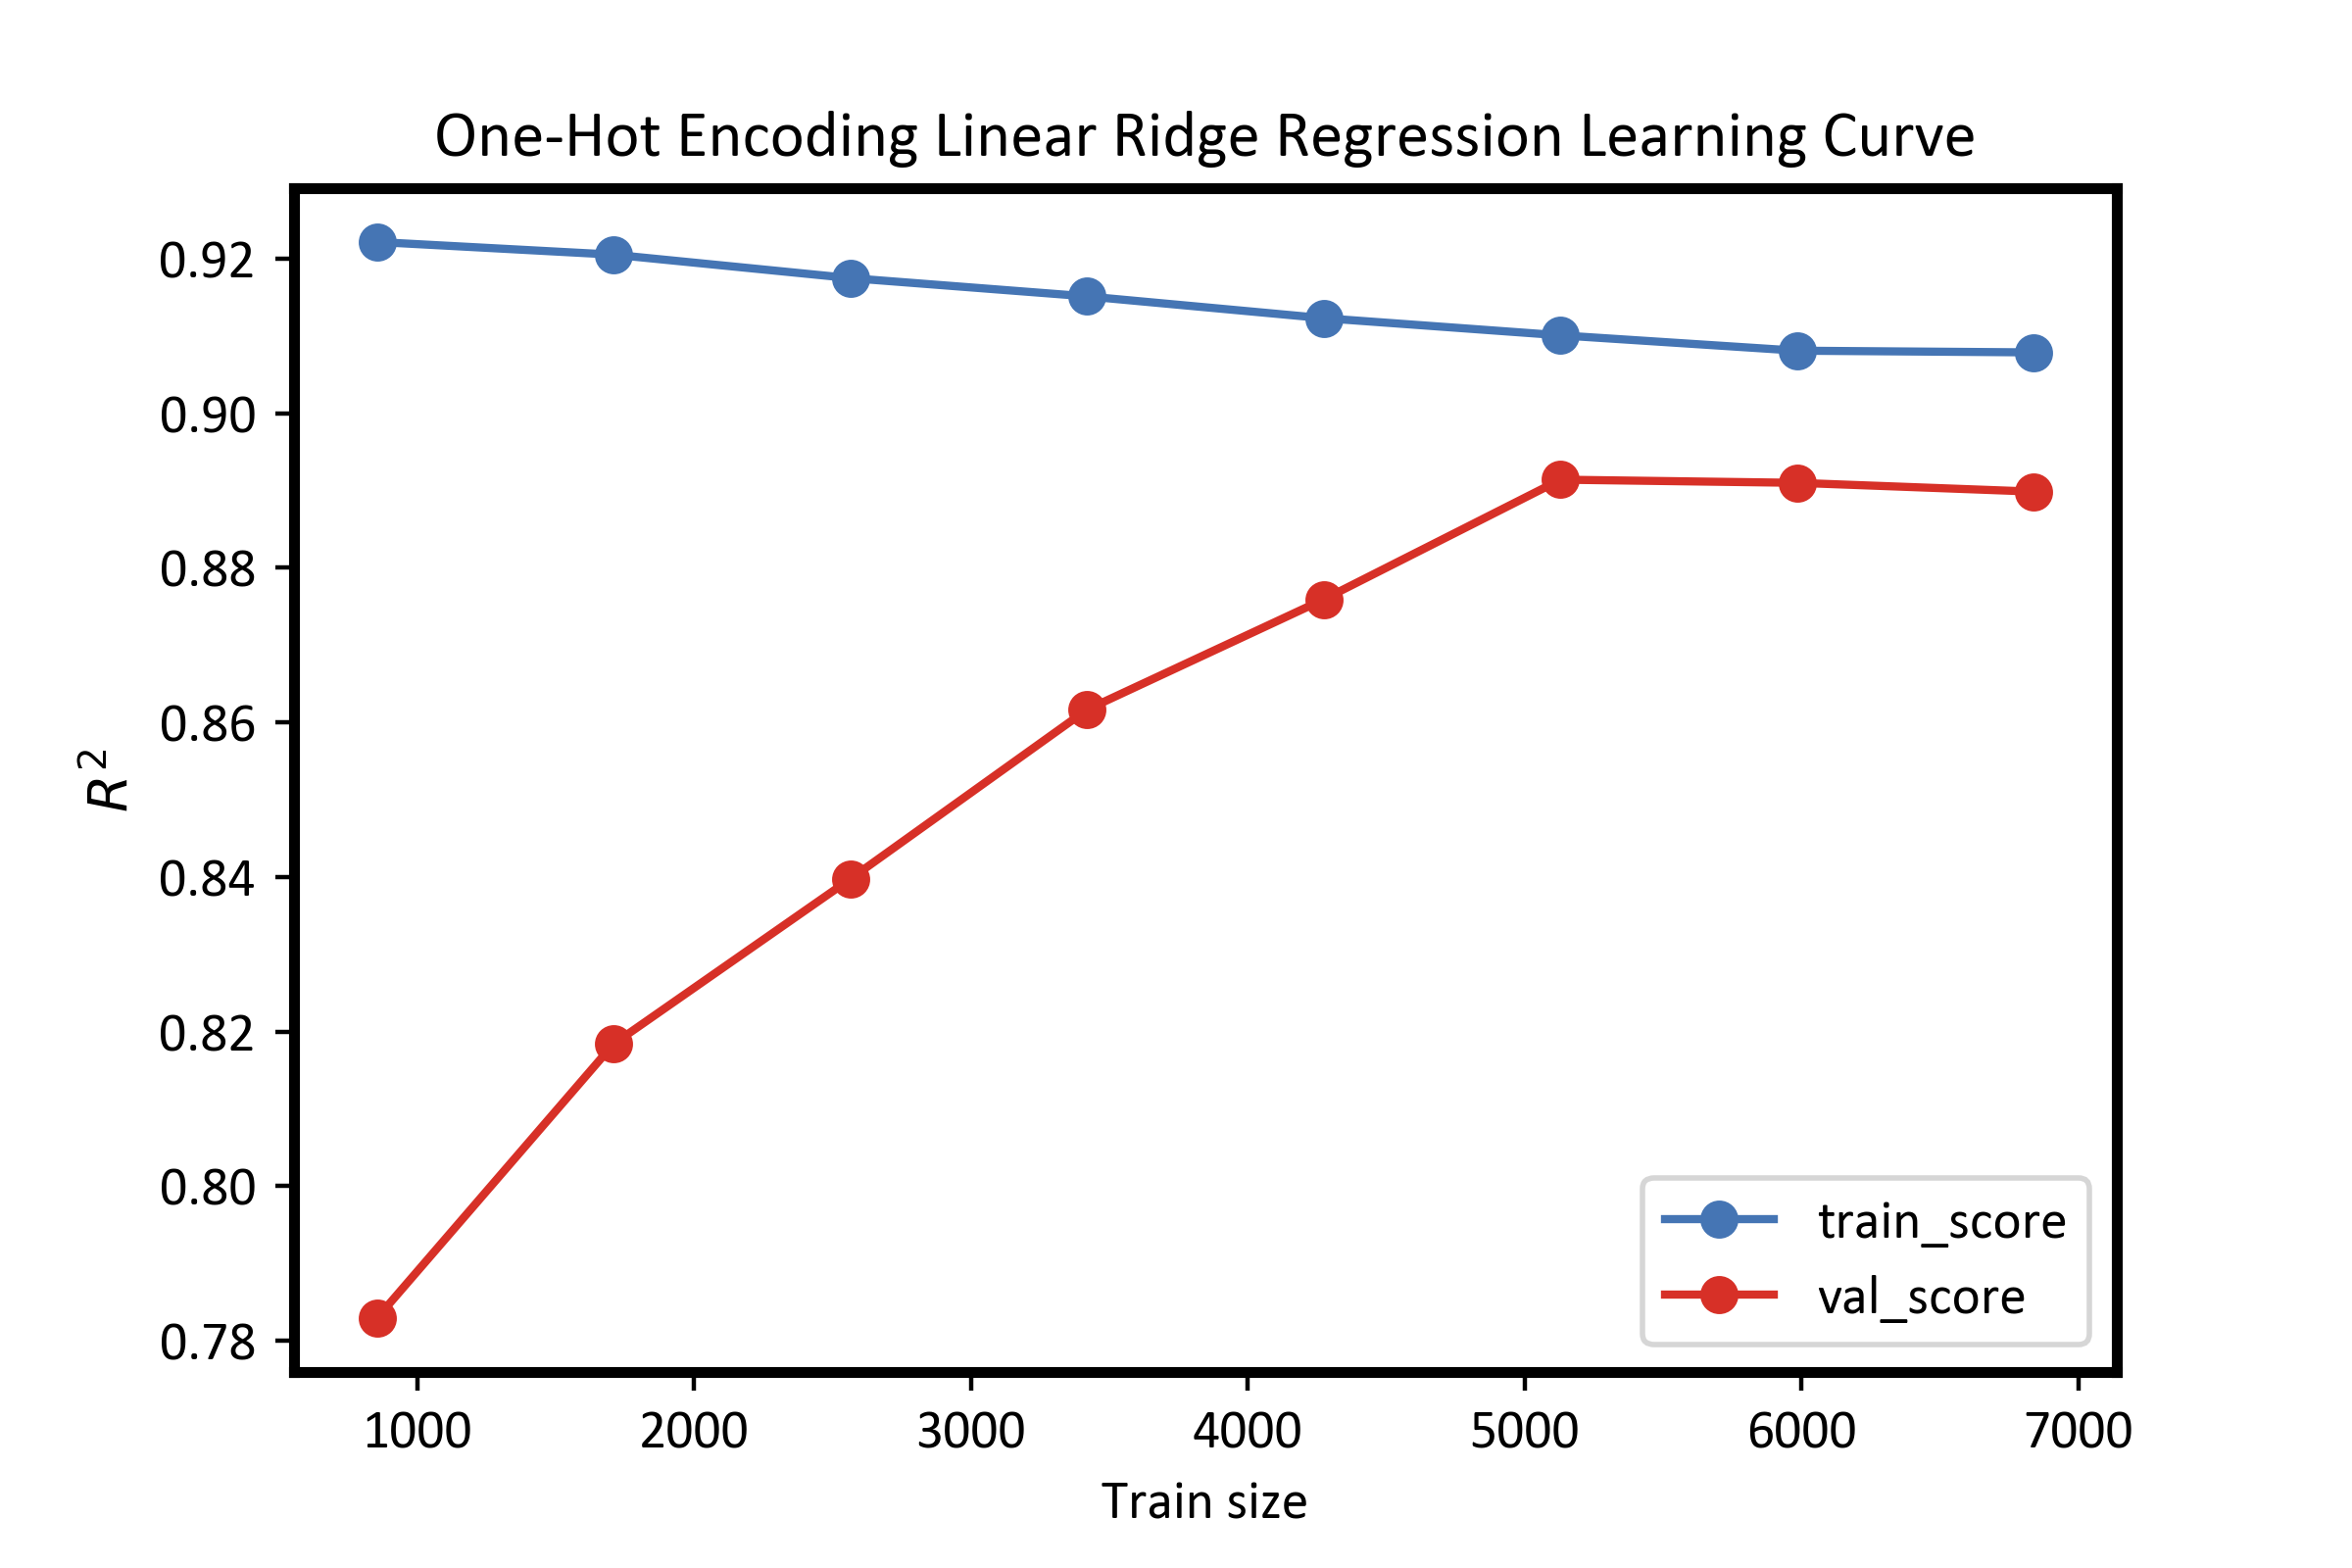 One-Hot Encoding Linear Ridge Regression Learning Curve
0.92
0.90
0.88
0.86
0.84
0.82
0.80
0.78
R²
train_score
val_score
1000 2000 3000 4000 5000 6000 7000
Train size